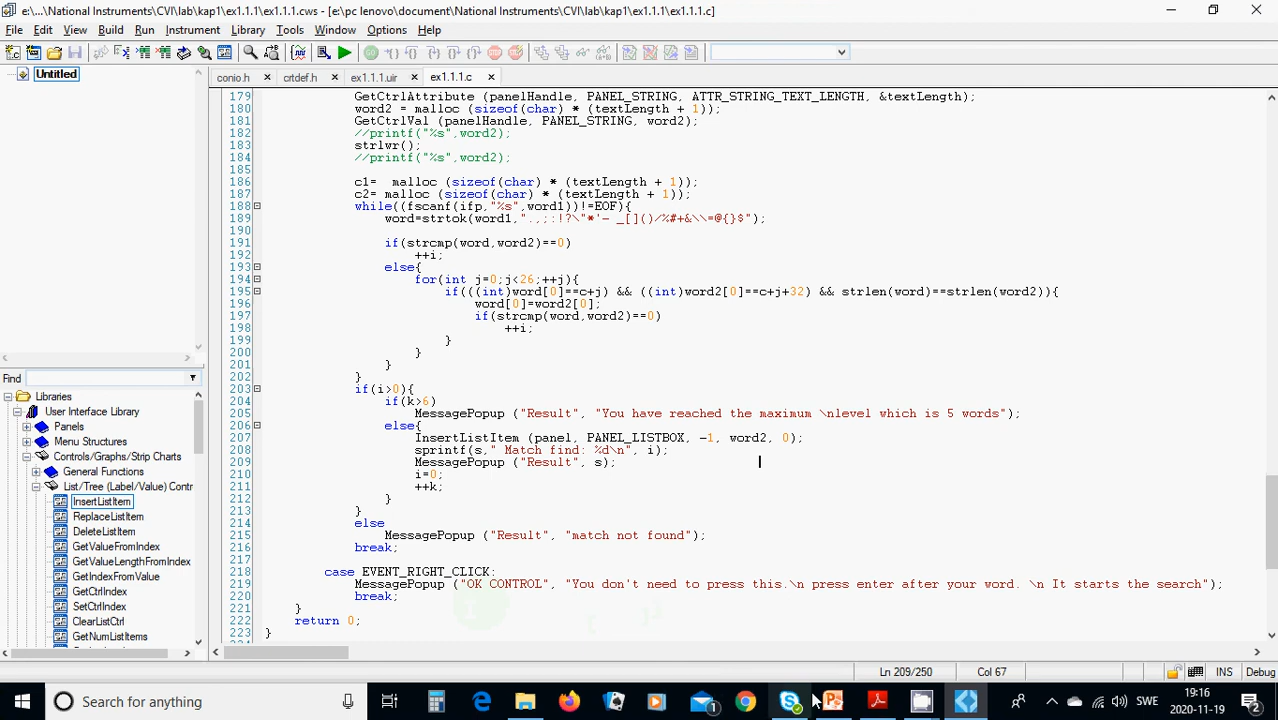 e:\...\National Instruments\CVI\lab\kap1\ex1.1.1\ex1.1.1.cws - [e:\pc lenovo\document\National Instruments\CVI\lab\kap1\ex1.1.1\ex1.1.1.c]
File Edit View Build Run Instrument Library Tools Window Options Help
Untitled
conio.h crtdef.h ex1.1.1.uir ex1.1.1.c
179 GetCtrlAttribute (panelHandle, PANEL_STRING, ATTR_STRING_TEXT_LENGTH, &textLength);
180 word2 = malloc (sizeof(char) * (textLength + 1));
181 GetCtrlVal (panelHandle, PANEL_STRING, word2);
182 //printf("%s",word2);
183 strlwr();
184 //printf("%s",word2);
185
186 c1= malloc (sizeof(char) * (textLength + 1));
187 c2= malloc (sizeof(char) * (textLength + 1));
188 while((fscanf(ifp,"%s",word1))!=EOF){
189 word=strtok(word1,".,;:!?\"*'- _[]()/%#+&\\=@{}$");
190
191 if(strcmp(word,word2)==0)
192 ++i;
193 else{
194 for(int j=0;j<26;++j){
195 if(((int)word[0]==c+j) && ((int)word2[0]==c+j+32) && strlen(word)==strlen(word2)){
196 word[0]=word2[0];
197 if(strcmp(word,word2)==0)
198 ++i;
199 }
200 }
201 }
202 }
203 if(i>0){
204 if(k>6)
205 MessagePopup ("Result", "You have reached the maximum \nlevel which is 5 words");
206 else{
207 InsertListItem (panel, PANEL_LISTBOX, -1, word2, 0);
208 sprintf(s," Match find: %d\n", i);
209 MessagePopup ("Result", s);
210 i=0;
211 ++k;
212 }
213 }
214 else
215 MessagePopup ("Result", "match not found");
216 break;
217
218 case EVENT_RIGHT_CLICK:
219 MessagePopup ("OK CONTROL", "You don't need to press this.\n press enter after your word. \n It starts the search");
220 break;
221 }
222 return 0;
223 }
Find
Libraries
User Interface Library
Panels
Menu Structures
Controls/Graphs/Strip Charts
General Functions
List/Tree (Label/Value) Contr
InsertListItem
ReplaceListItem
DeleteListItem
GetValueFromIndex
GetValueLengthFromIndex
GetIndexFromValue
GetCtrlIndex
SetCtrlIndex
ClearListCtrl
GetNumListItems
Ln 209/250 Col 67 INS Debug
Search for anything
1
SWE
19:16
2020-11-19
2